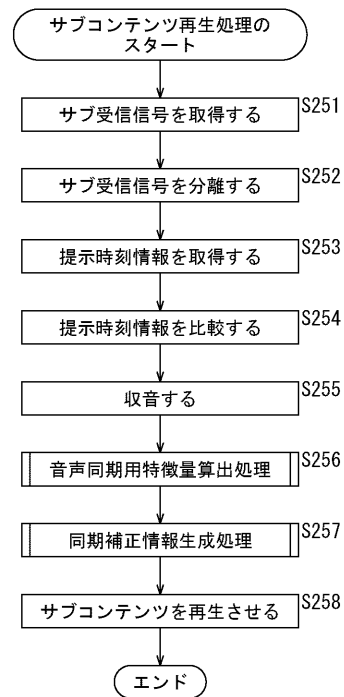 サブコンテンツ再生処理の
スタート
サブ受信信号を取得する
S251
サブ受信信号を分離する
S252
提示時刻情報を取得する
S253
提示時刻情報を比較する
S254
収音する
S255
音声同期用特徴量算出処理
S256
同期補正情報生成処理
S257
サブコンテンツを再生させる
S258
エンド